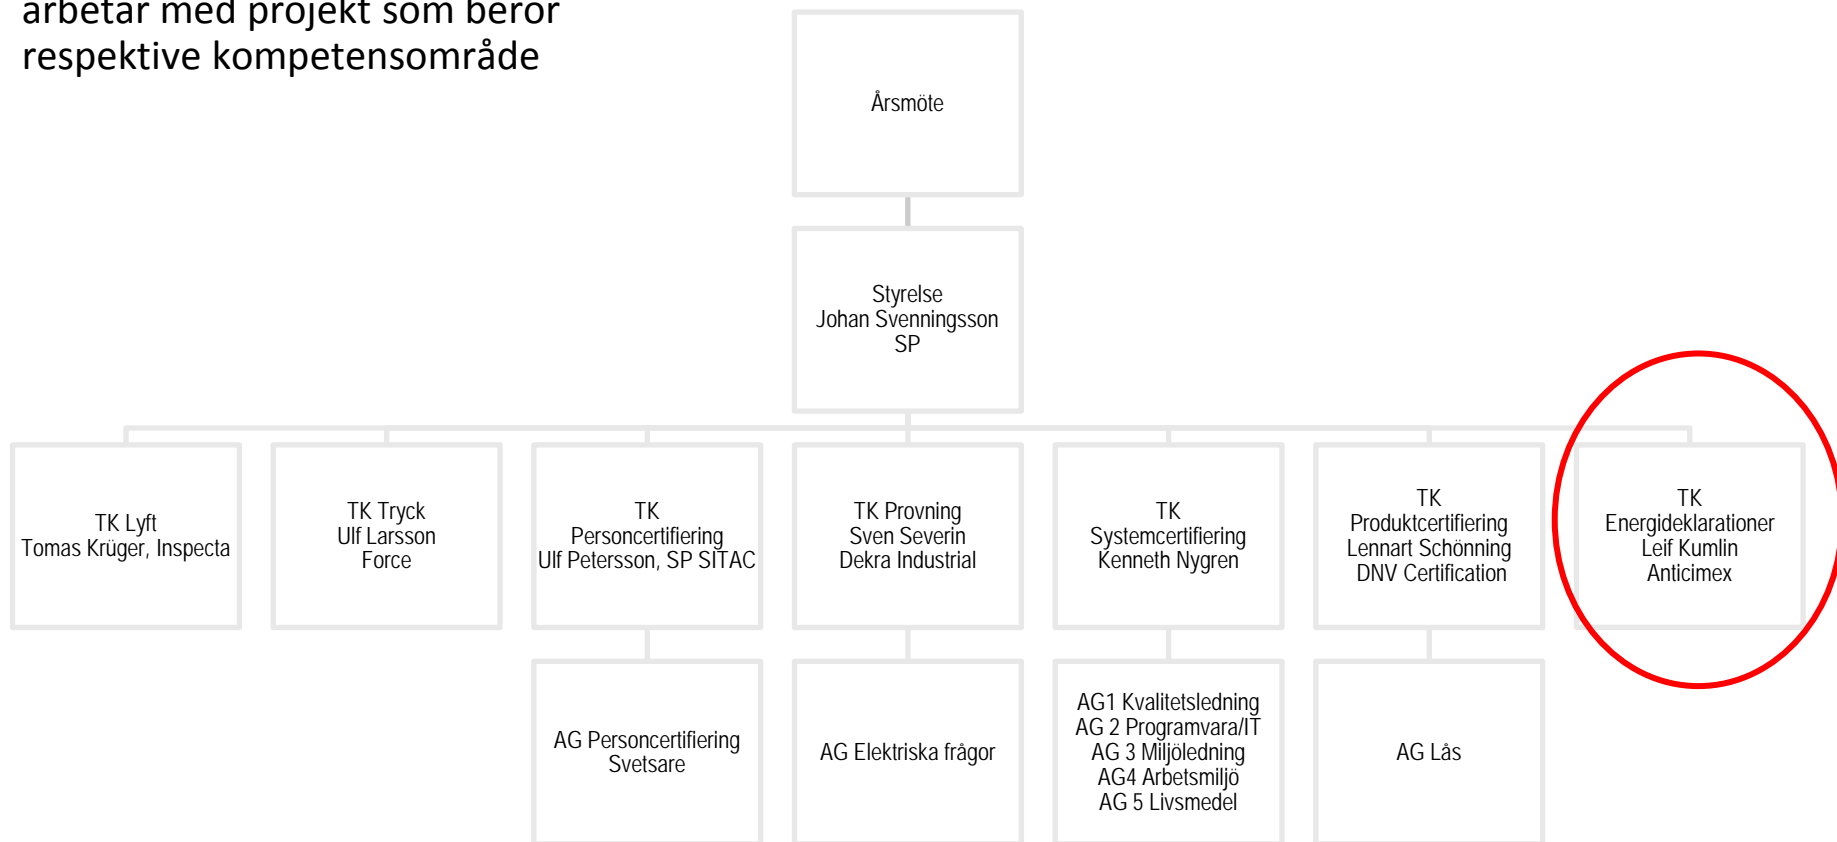 arbetar med projekt som berör
respektive kompetensområde
Årsmöte
Styrelse
Johan Svenningsson
SP
TK Lyft
Tomas Krüger, Inspecta
TK Tryck
Ulf Larsson
Force
TK
Personcertifiering
Ulf Petersson, SP SITAC
TK Provning
Sven Severin
Dekra Industrial
TK
Systemcertifiering
Kenneth Nygren
TK
Produktcertifiering
Lennart Schönning
DNV Certification
TK
Energideklarationer
Leif Kumlin
Anticimex
AG Personcertifiering
Svetsare
AG Elektriska frågor
AG1 Kvalitetsledning
AG 2 Programvara/IT
AG 3 Miljöledning
AG4 Arbetsmiljö
AG 5 Livsmedel
AG Lås